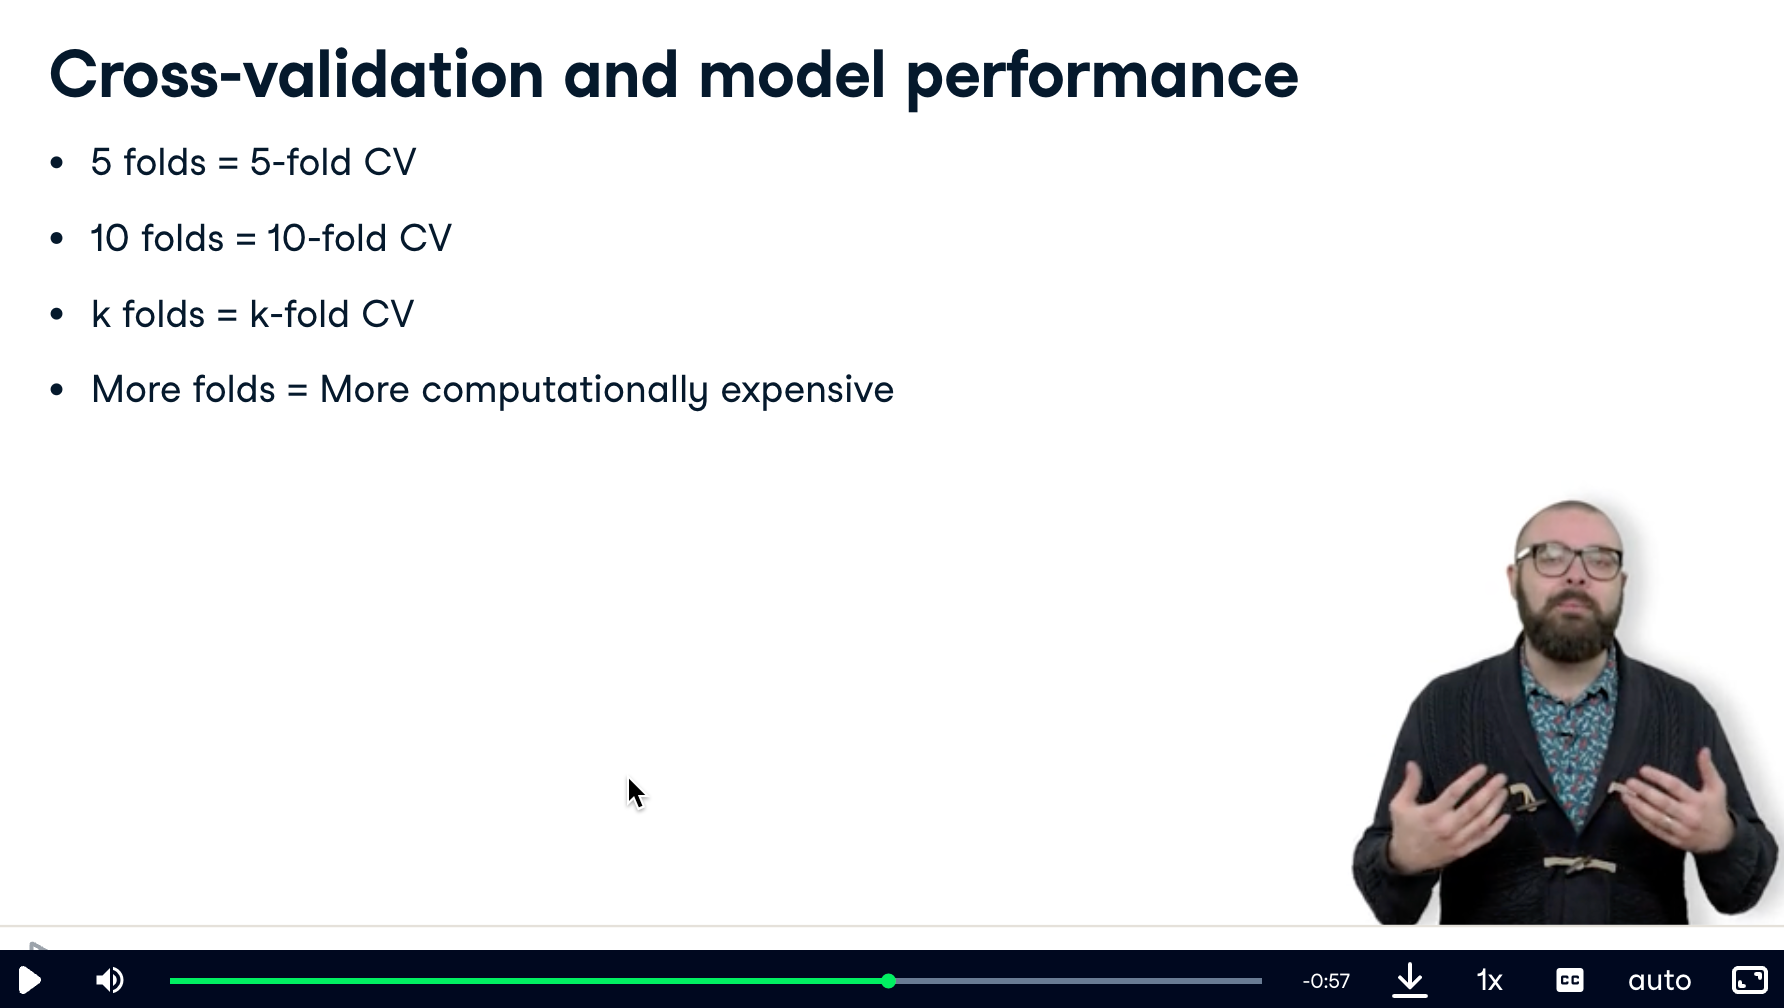 Cross-validation and model performance
• 5 folds = 5-fold CV
• 10 folds = 10-fold CV
• k folds = k-fold CV
• More folds = More computationally expensive
-0:57 1x CC auto